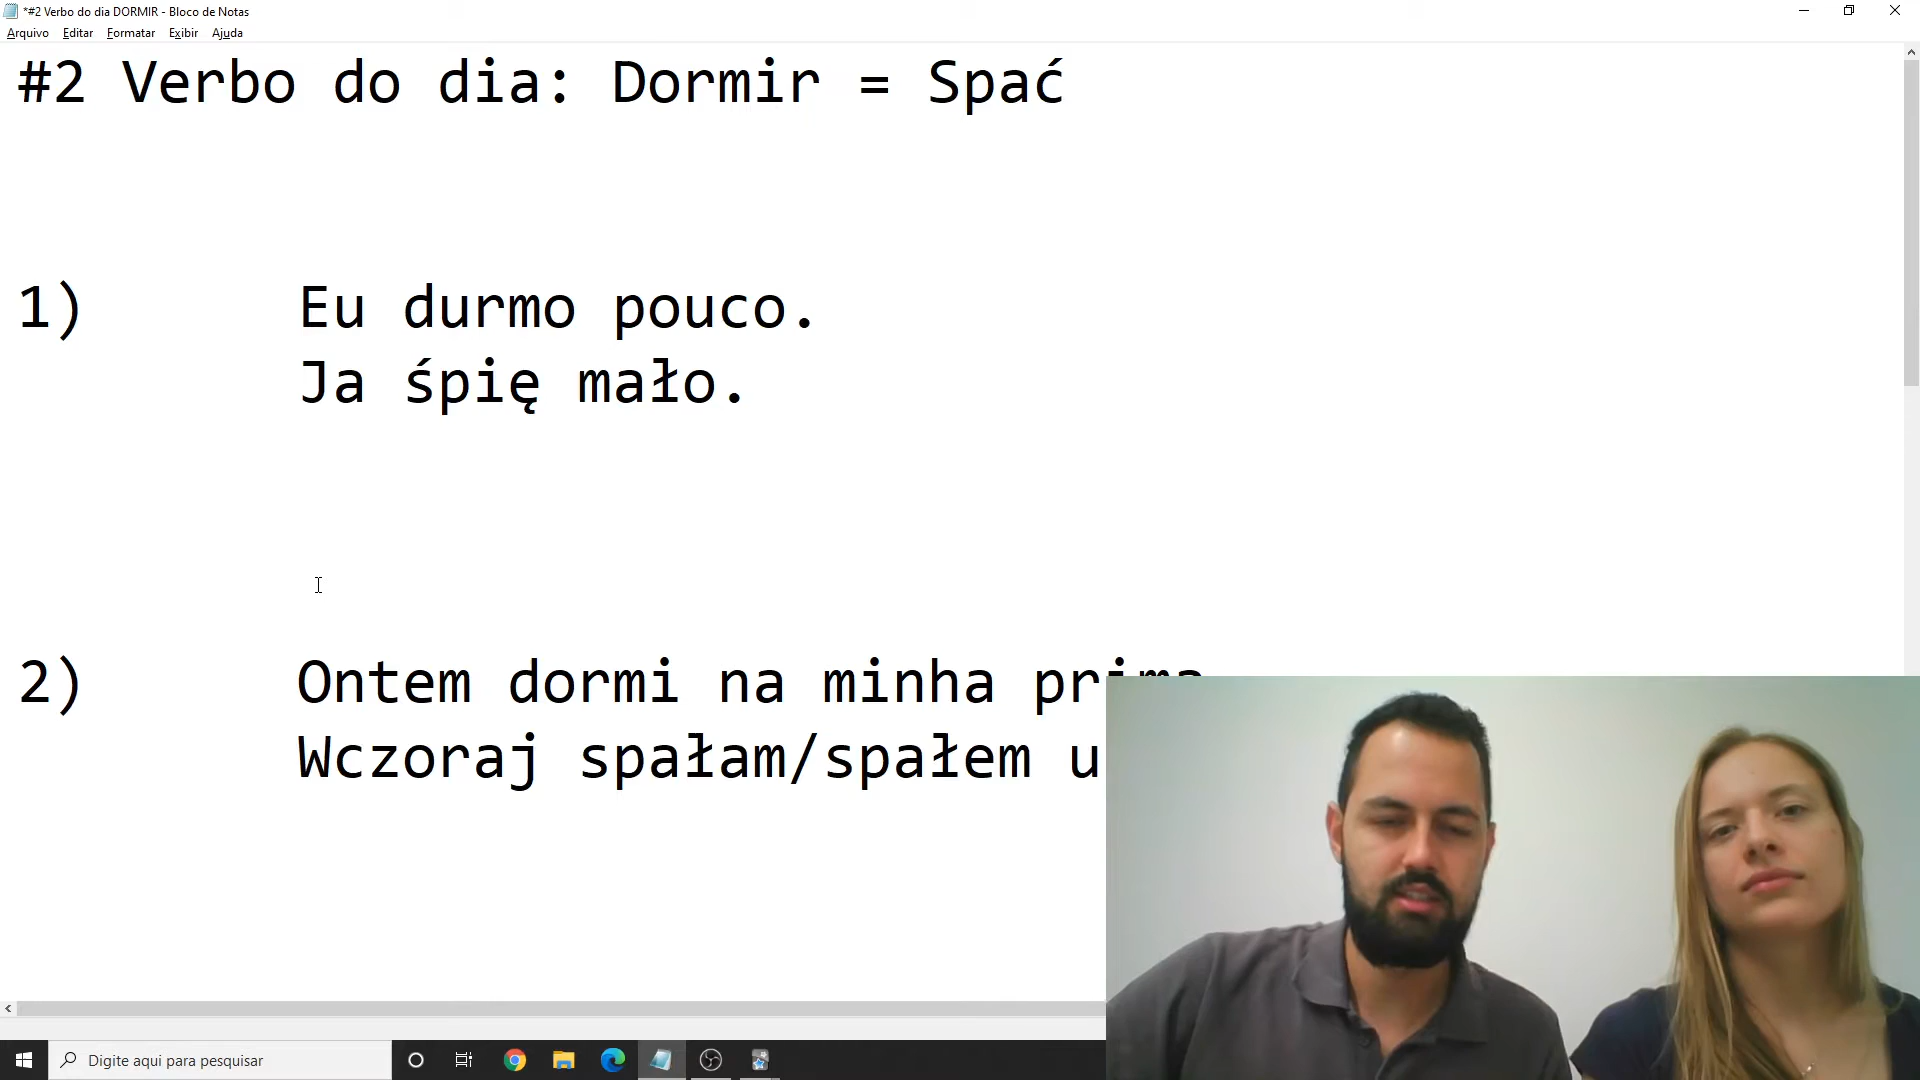 *#2 Verbo do dia DORMIR - Bloco de Notas
Arquivo Editar Formatar Exibir Ajuda
#2 Verbo do dia: Dormir = Spać
1) Eu durmo pouco.
Ja śpię mało.
2) Ontem dormi na minha prima
Wczoraj spałam/spałem u
Digite aqui para pesquisar